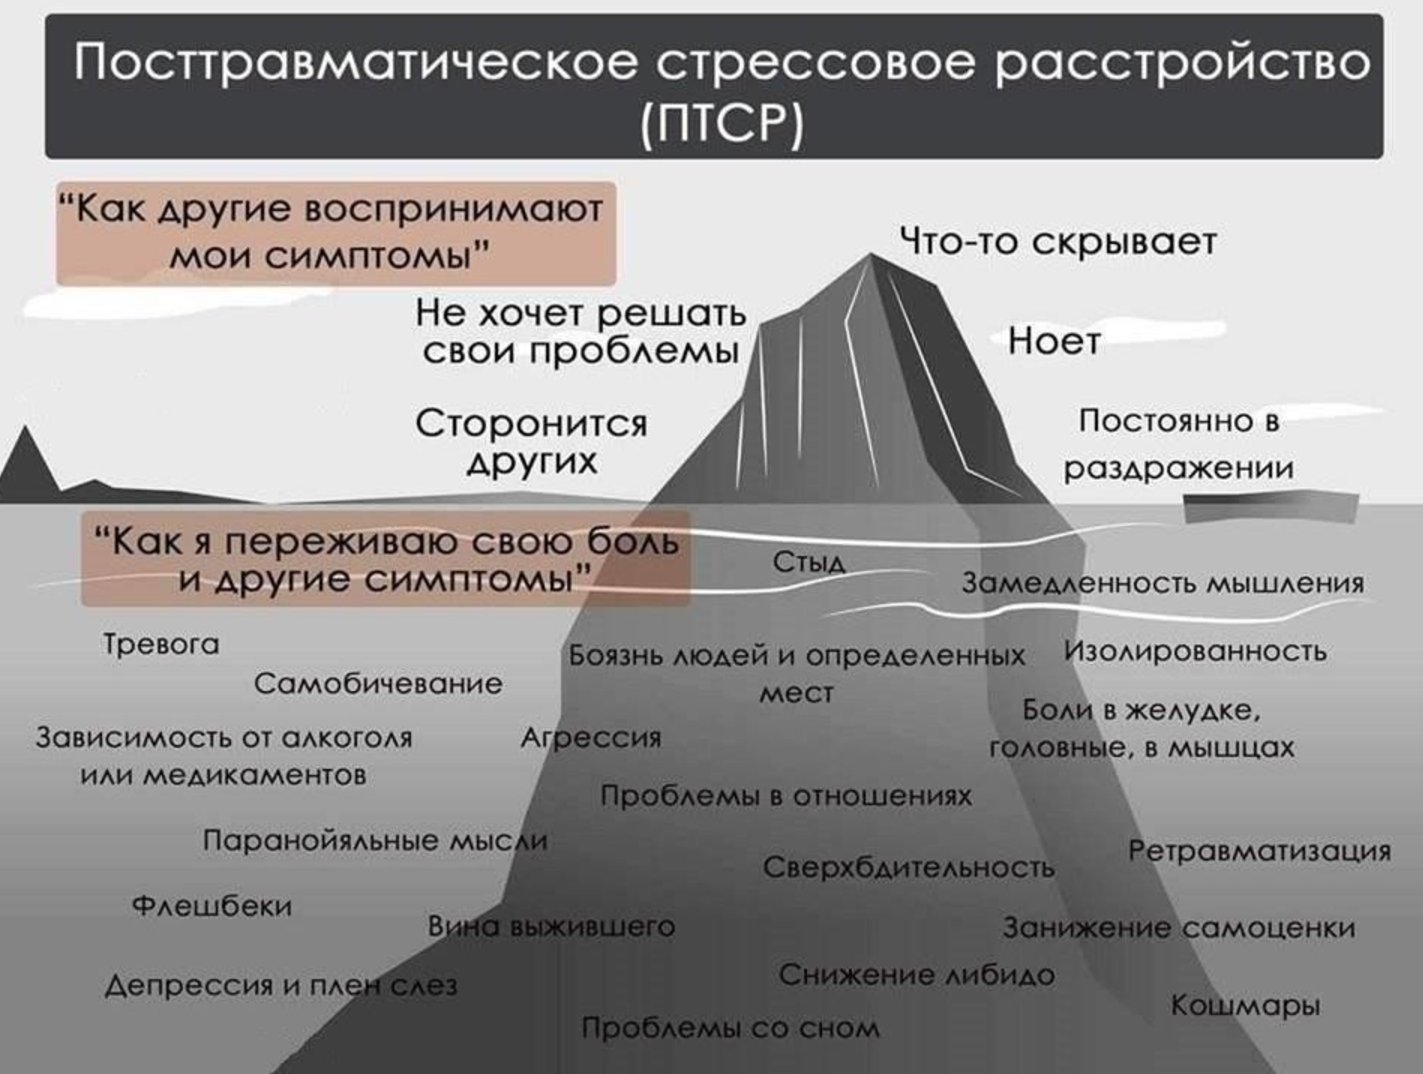 Посттравматическое стрессовое расстройство
(ПТСР)
“Как другие воспринимают
мои симптомы”
Что-то скрывает
Не хочет решать
свои проблемы
Ноет
Сторонится
других
Постоянно в
раздражении
“Как я переживаю свою боль
и другие симптомы”
Стыд
Замедленность мышления
Тревога
Боязнь людей и определенных
мест
Изолированность
Самобичевание
Боли в желудке,
головные, в мышцах
Зависимость от алкоголя
или медикаментов
Агрессия
Проблемы в отношениях
Паранойяльные мысли
Сверхбдительность
Ретравматизация
Флешбеки
Вина выжившего
Занижение самоценки
Депрессия и плен слез
Снижение либидо
Кошмары
Проблемы со сном